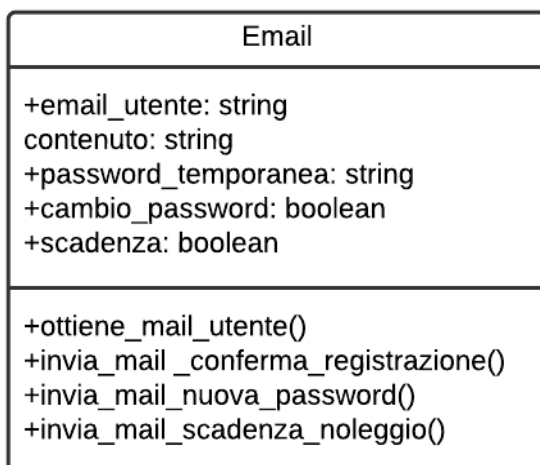 Email
+email_utente: string
contenuto: string
+password_temporanea: string
+cambio_password: boolean
+scadenza: boolean
+ottiene_mail_utente()
+invia_mail _conferma_registrazione()
+invia_mail_nuova_password()
+invia_mail_scadenza_noleggio()